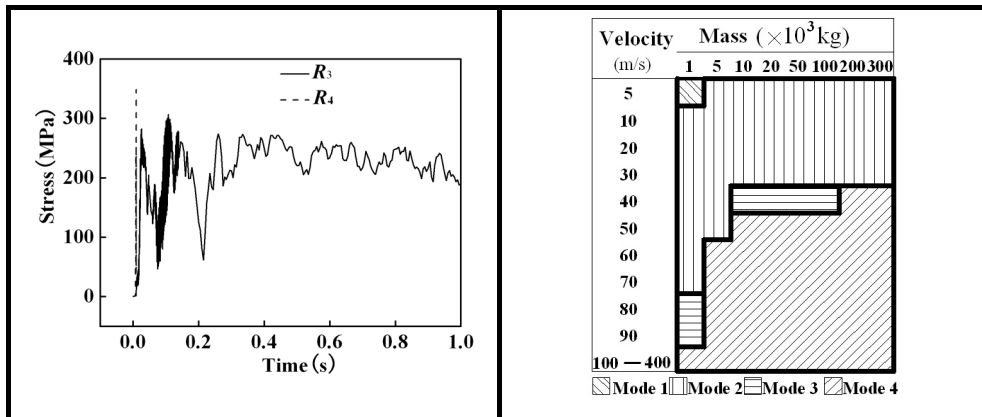 400
300
200
100
0
Stress (MPa)
R3
R4
0.0 0.2 0.4 0.6 0.8 1.0
Time (s)
Velocity
(m/s)
Mass (×10³kg)
1 5 10 20 50 100 200 300
5
10
20
30
40
50
60
70
80
90
100 — 400
Mode 1 Mode 2 Mode 3 Mode 4